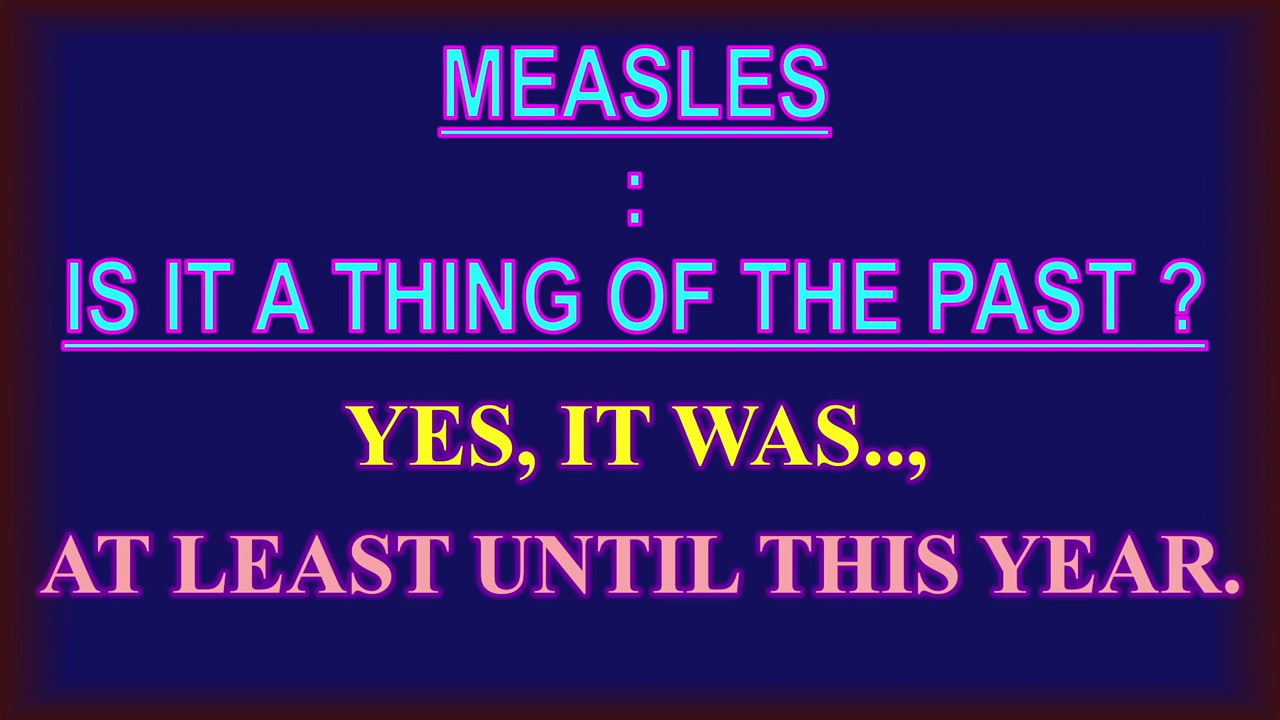 MEASLES
:
IS IT A THING OF THE PAST ?
YES, IT WAS..,
AT LEAST UNTIL THIS YEAR.